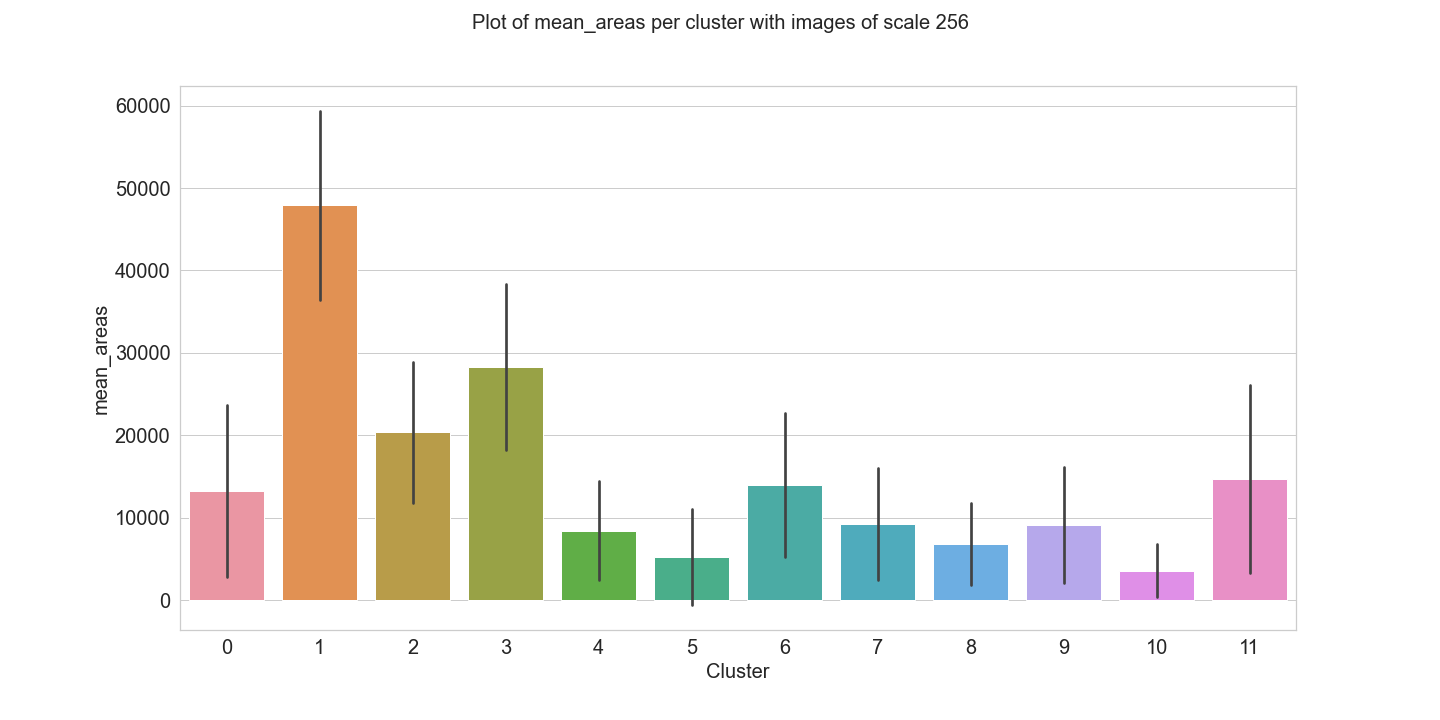 Plot of mean_areas per cluster with images of scale 256
60000
50000
40000
30000
20000
10000
0
mean_areas
0 1 2 3 4 5 6 7 8 9 10 11
Cluster